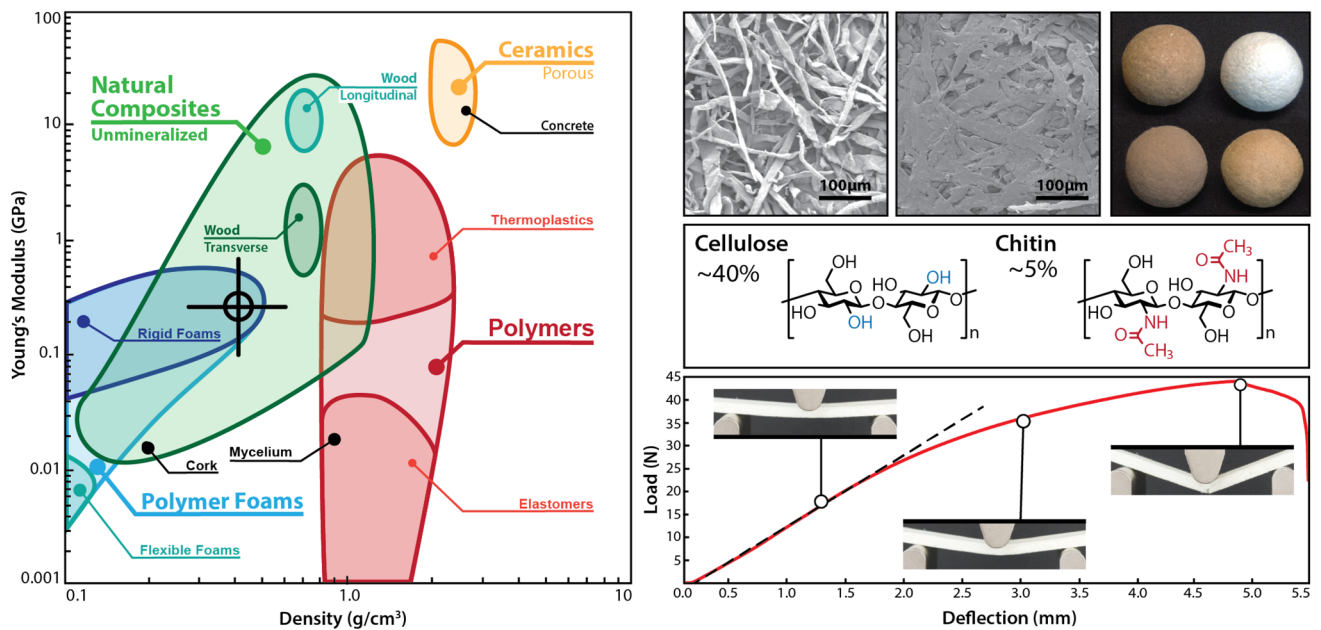 100
10
1
0.1
0.01
0.001
Young's Modulus (GPa)
0.1
1.0
10
Density (g/cm³)
Natural
Composites
Unmineralized
Wood
Longitudinal
Ceramics
Porous
Concrete
Wood
Transverse
Thermoplastics
Rigid Foams
Polymers
Mycelium
Cork
Polymer Foams
Elastomers
Flexible Foams
100µm
100µm
Cellulose
~40%
OH
OH
O
O
HO
OH
HO
O
O
OH
n
Chitin
~5%
CH₃
O
NH
OH
HO
O
O
HO
NH
O
O
OH
O
CH₃
n
45
40
35
30
25
20
15
10
5
Load (N)
0.0
0.5
1.0
1.5
2.0
2.5
3.0
3.5
4.0
4.5
5.0
5.5
Deflection (mm)